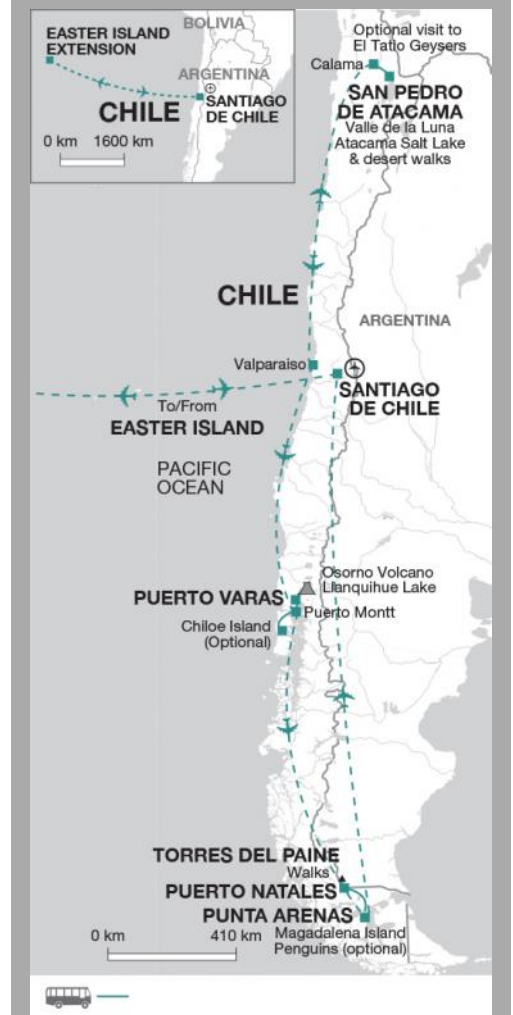 BOLIVIA
EASTER ISLAND
EXTENSION
ARGENTINA
CHILE
SANTIAGO
DE CHILE
0 km 1600 km
Optional visit to
El Tatio Geysers
Calama
SAN PEDRO
DE ATACAMA
Valle de la Luna
Atacama Salt Lake
& desert walks
CHILE
ARGENTINA
Valparaiso
SANTIAGO
DE CHILE
To/From
EASTER ISLAND
PACIFIC
OCEAN
Osorno Volcano
Llanquihue Lake
PUERTO VARAS
Puerto Montt
Chiloe Island
(Optional)
TORRES DEL PAINE
Walks
PUERTO NATALES
PUNTA ARENAS
Magadalena Island
Penguins (optional)
0 km 410 km